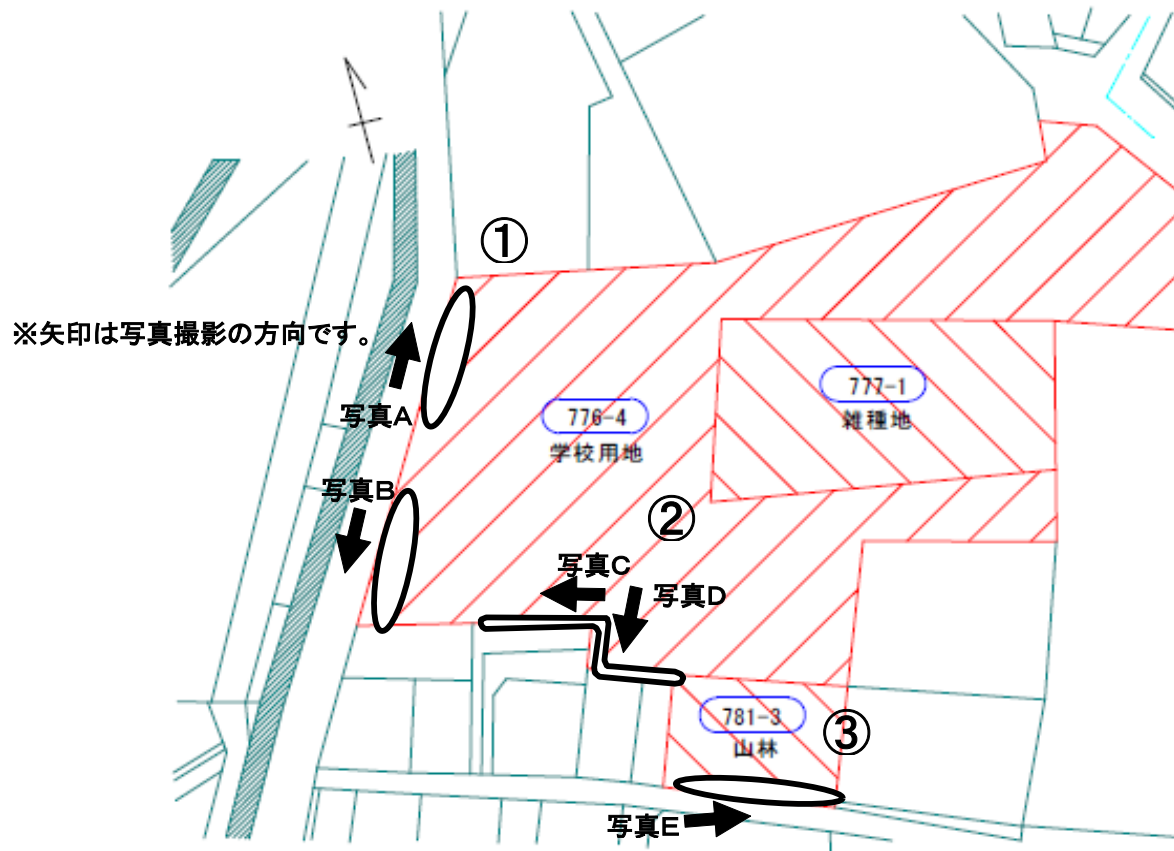 ①
※矢印は写真撮影の方向です。
写真A
776-4
学校用地
777-1
雑種地
写真B
②
写真C
写真D
781-3
山林
③
写真E